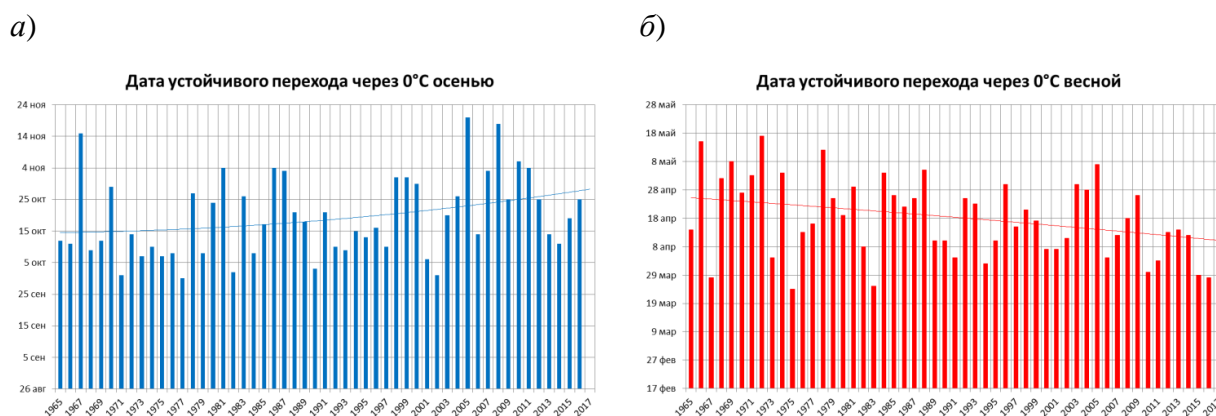 а)
б)
Дата устойчивого перехода через 0°С осенью
24 ноя
14 ноя
4 ноя
25 окт
15 окт
5 окт
25 сен
15 сен
5 сен
26 авг
1965 1967 1969 1971 1973 1975 1977 1979 1981 1983 1985 1987 1989 1991 1993 1995 1997 1999 2001 2003 2005 2007 2009 2011 2013 2015 2017
Дата устойчивого перехода через 0°С весной
28 май
18 май
8 май
28 апр
18 апр
8 апр
29 мар
19 мар
9 мар
27 фев
17 фев
1965 1967 1969 1971 1973 1975 1977 1979 1981 1983 1985 1987 1989 1991 1993 1995 1997 1999 2001 2003 2005 2007 2009 2011 2013 2015